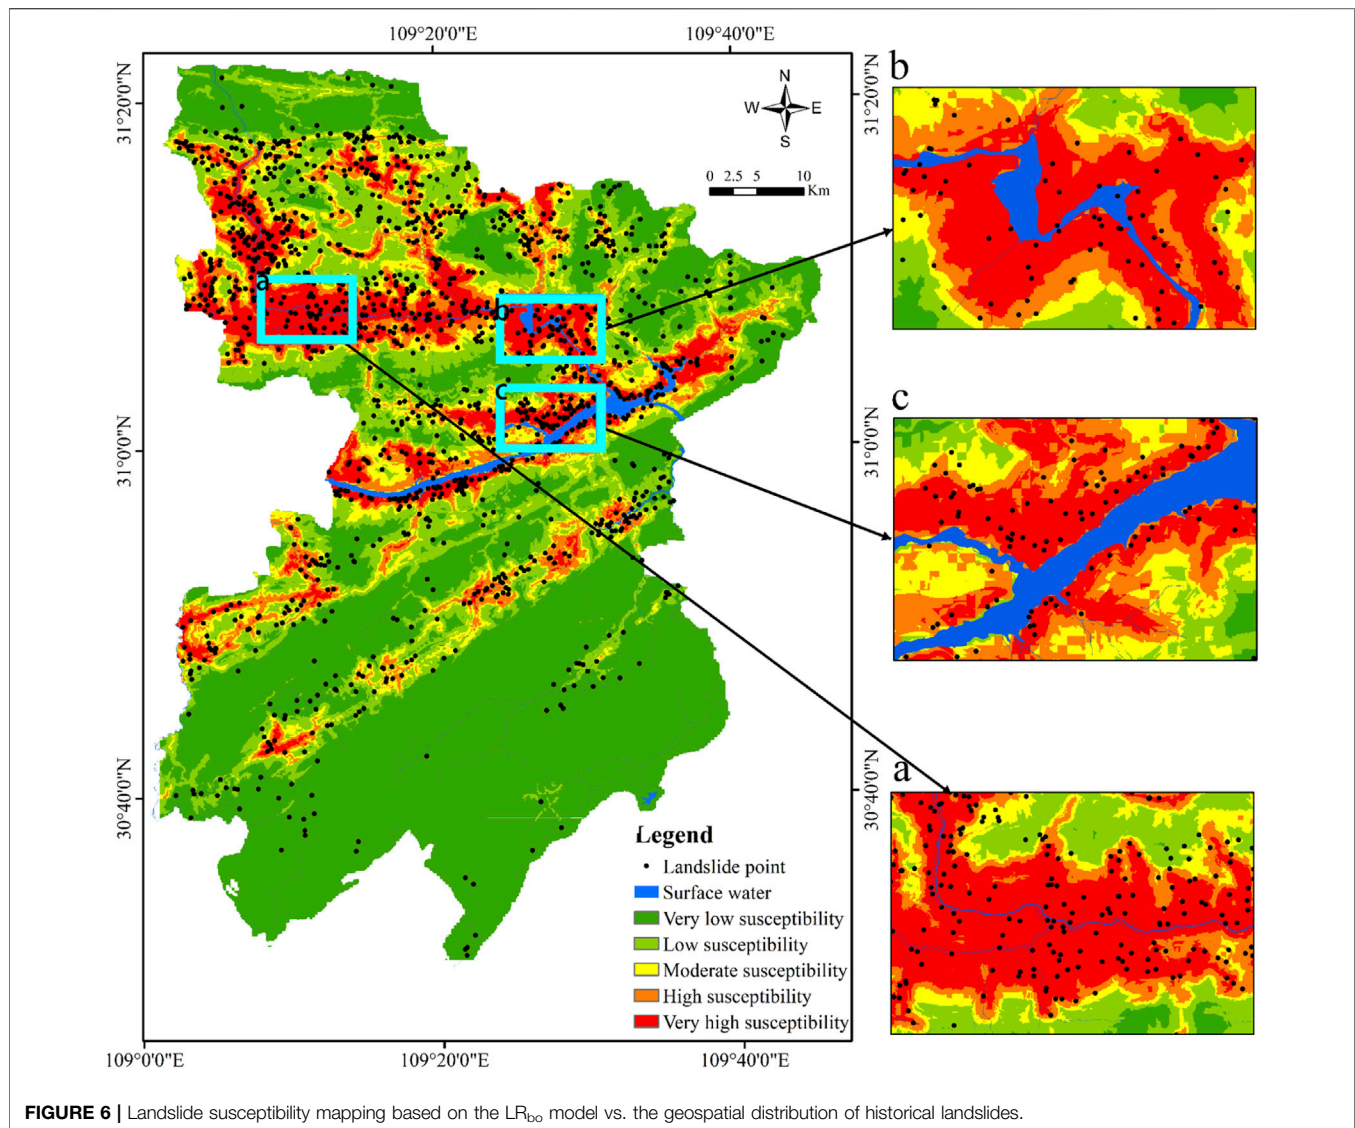 109°20'0"E
109°40'0"E
31°20'0"N
31°0'0"N
30°40'0"N
N
W
E
S
0 2.5 5 10
Km
a
b
c
Legend
Landslide point
Surface water
Very low susceptibility
Low susceptibility
Moderate susceptibility
High susceptibility
Very high susceptibility
109°0'0"E
109°20'0"E
109°40'0"E
31°20'0"N
31°0'0"N
30°40'0"N
b
c
a
FIGURE 6 | Landslide susceptibility mapping based on the LRbo model vs. the geospatial distribution of historical landslides.